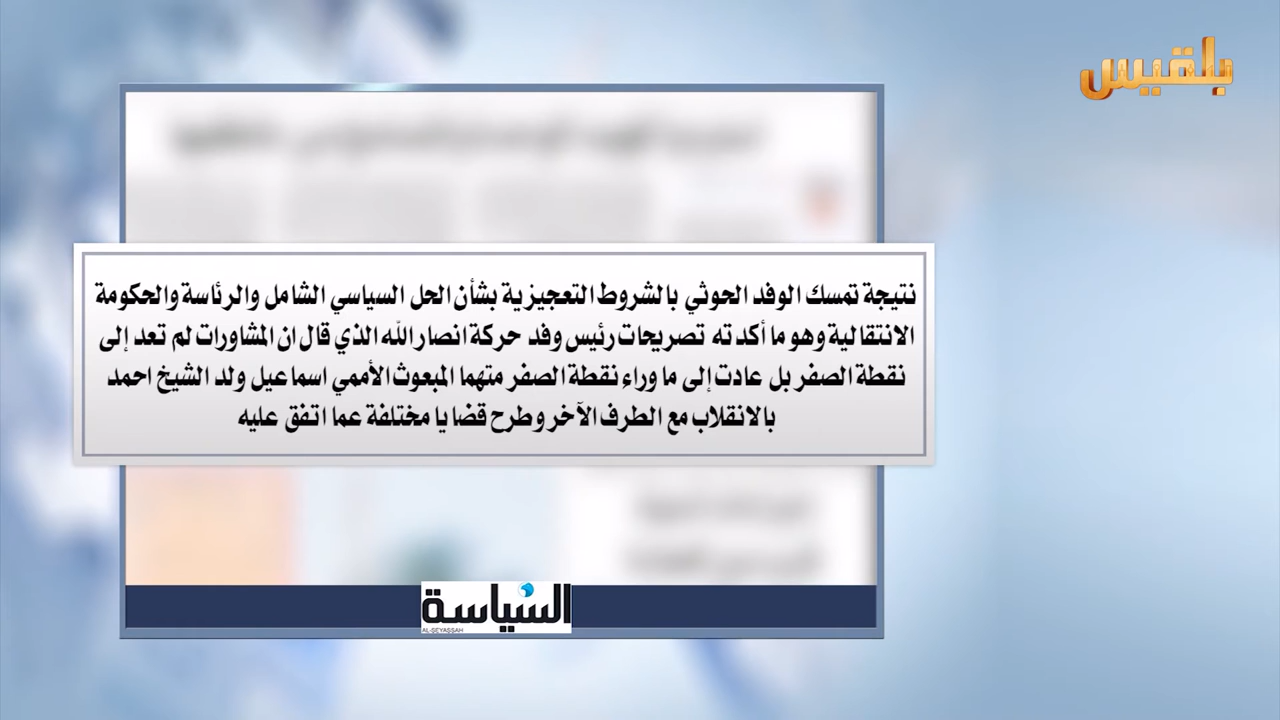 بلقيس
نتيجة تمسك الوفد الحوثي بالشروط التعجيزية بشأن الحل السياسي الشامل والرئاسة والحكومة
الانتقالية وهو ما أكدته تصريحات رئيس وفد حركة انصار الله الذي قال ان المشاورات لم تعد إلى
نقطة الصفر بل عادت إلى ما وراء نقطة الصفر متهما المبعوث الأممي اسماعيل ولد الشيخ احمد
بالانقلاب مع الطرف الآخر وطرح قضايا مختلفة عما اتفق عليه
السياسة
AL-SEYASSAH